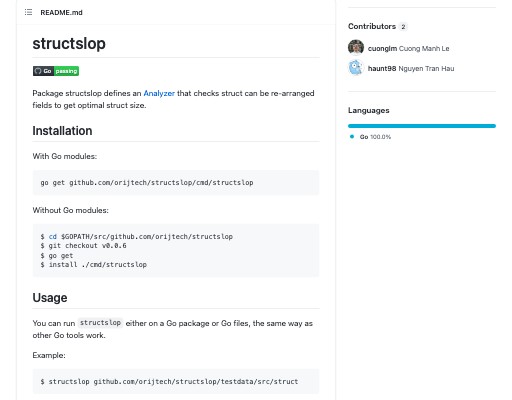 README.md
structslop
Go passing
Package structslop defines an Analyzer that checks struct can be re-arranged
fields to get optimal struct size.
Installation
With Go modules:
go get github.com/orijtech/structslop/cmd/structslop
Without Go modules:
$ cd $GOPATH/src/github.com/orijtech/structslop
$ git checkout v0.0.6
$ go get
$ install ./cmd/structslop
Usage
You can run structslop either on a Go package or Go files, the same way as
other Go tools work.
Example:
$ structslop github.com/orijtech/structslop/testdata/src/struct
Contributors 2
cuonglm Cuong Manh Le
haunt98 Nguyen Tran Hau
Languages
Go 100.0%